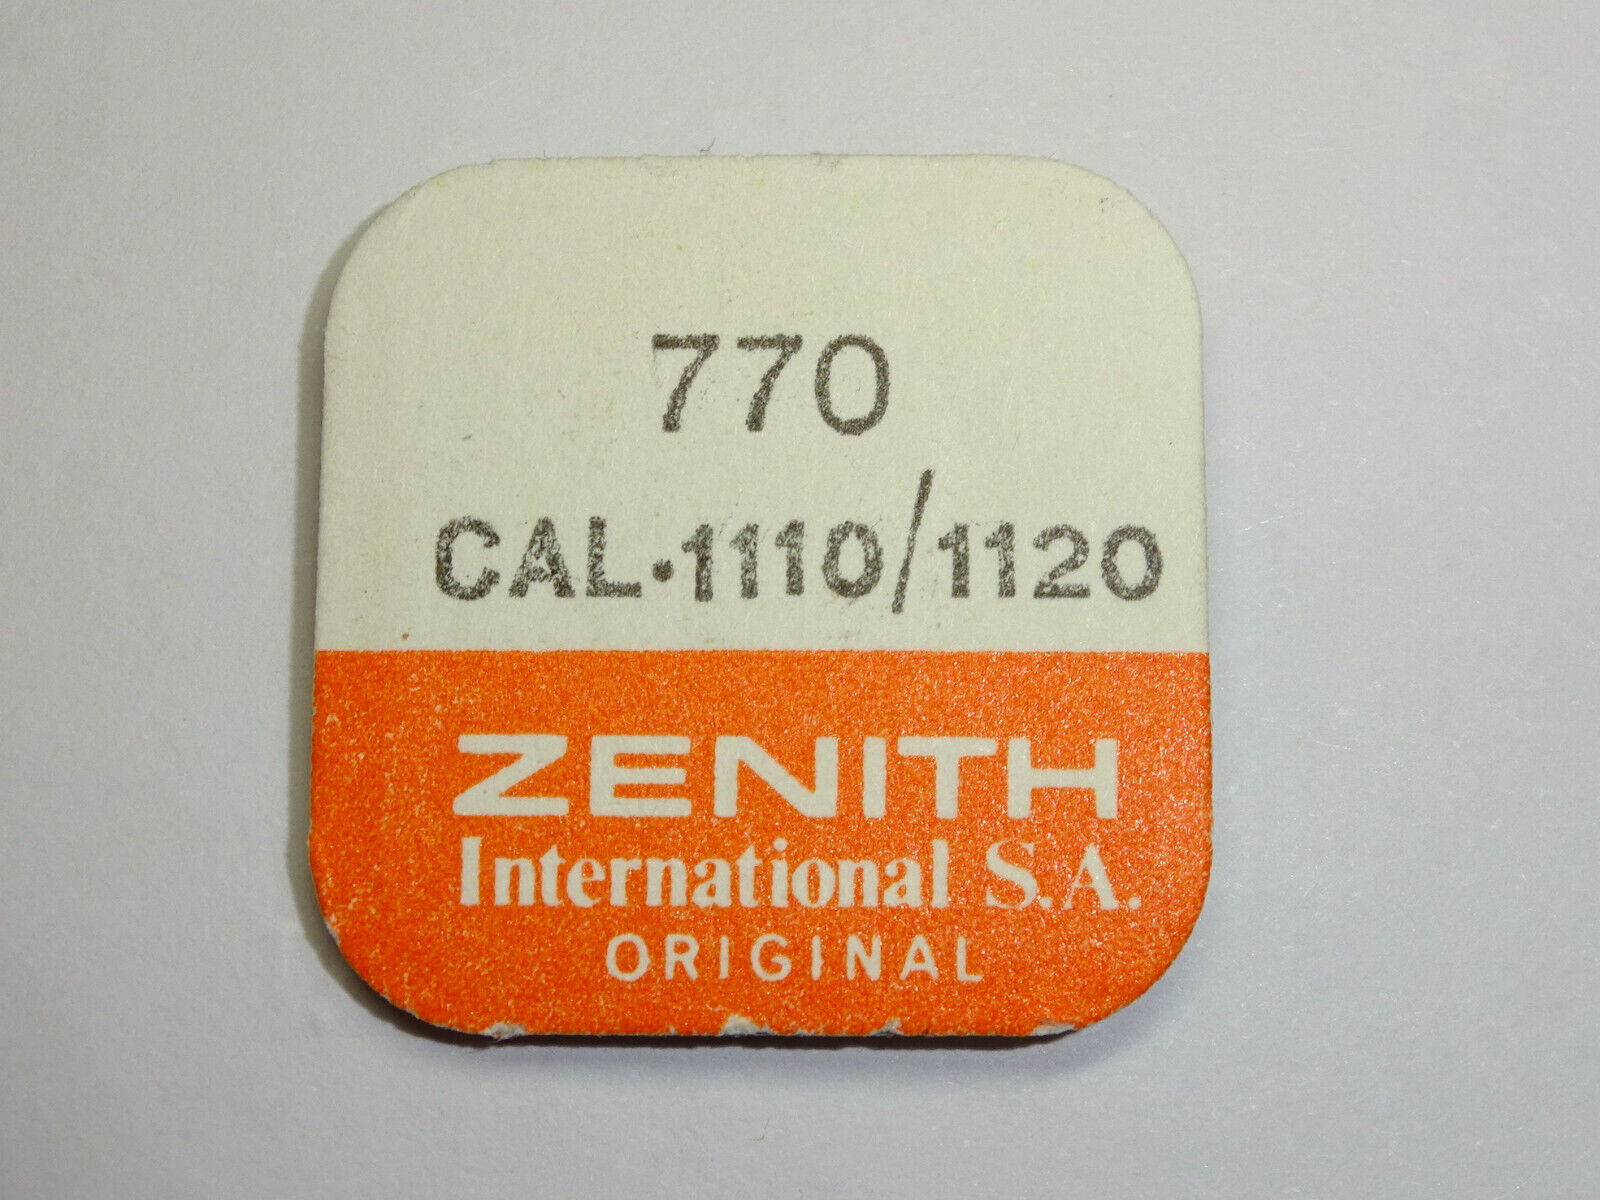 770
CAL.1110/1120
ZENITH
International S.A.
ORIGINAL